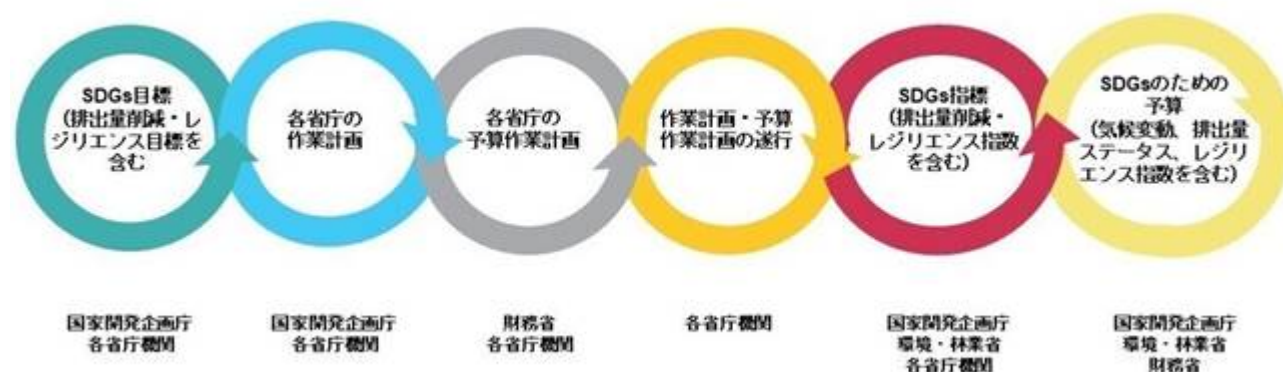 SDGs目標
(排出量削減・レ
ジリエンス目標を
含む
各省庁の
作業計画
各省庁の
予算作業計画
作業計画・予算
作業計画の遂行
SDGs指標
(排出量削減・
レジリエンス指数
を含む)
SDGsのための
予算
(気候変動、排出量
ステータス、レジリ
エンス指数を含む)
国家開発企画庁
各省庁機関
国家開発企画庁
各省庁機関
財務省
各省庁機関
各省庁機関
国家開発企画庁
環境・林業省
各省庁機関
国家開発企画庁
環境・林業省
財務省